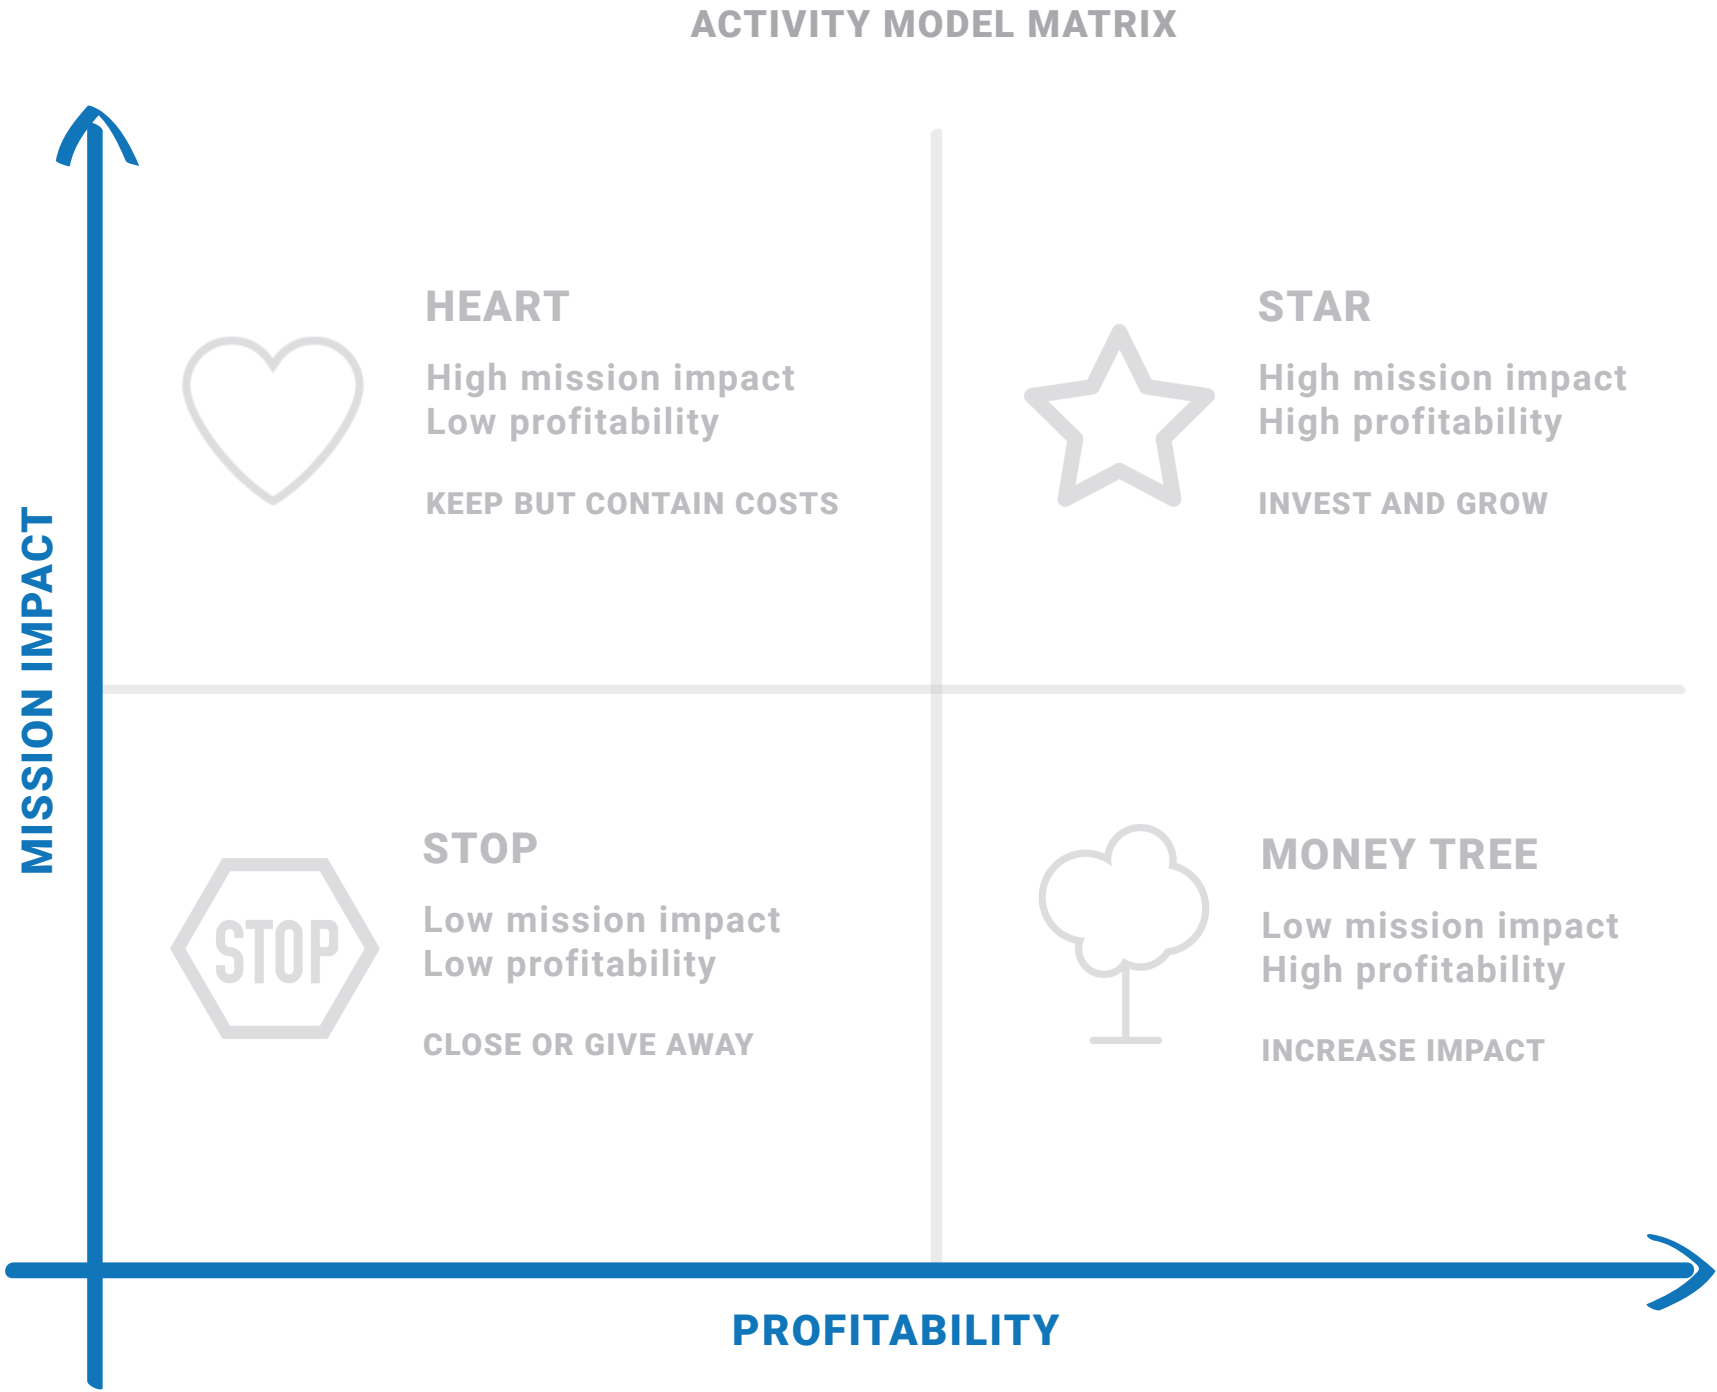 ACTIVITY MODEL MATRIX
HEART
High mission impact
Low profitability
KEEP BUT CONTAIN COSTS
STAR
High mission impact
High profitability
INVEST AND GROW
MISSION IMPACT
STOP
STOP
Low mission impact
Low profitability
CLOSE OR GIVE AWAY
MONEY TREE
Low mission impact
High profitability
INCREASE IMPACT
PROFITABILITY